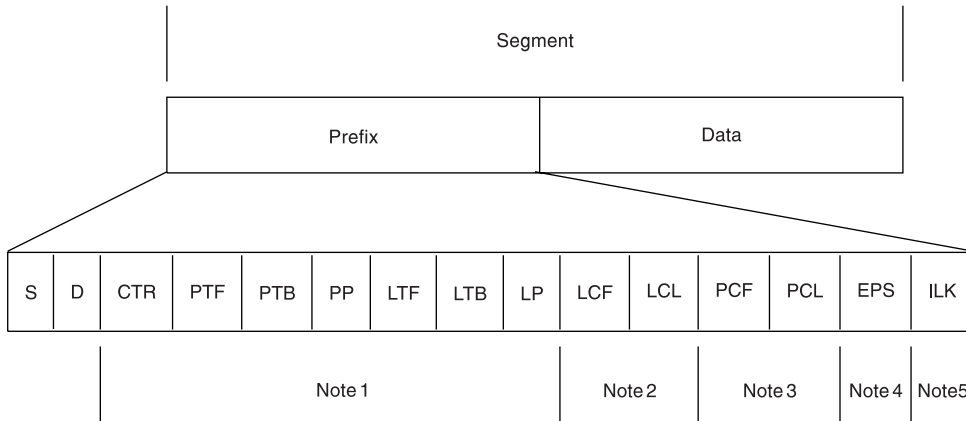 Segment
Prefix Data
S D CTR PTF PTB PP LTF LTB LP LCF LCL PCF PCL EPS ILK
Note 1 Note 2 Note 3 Note 4 Note5